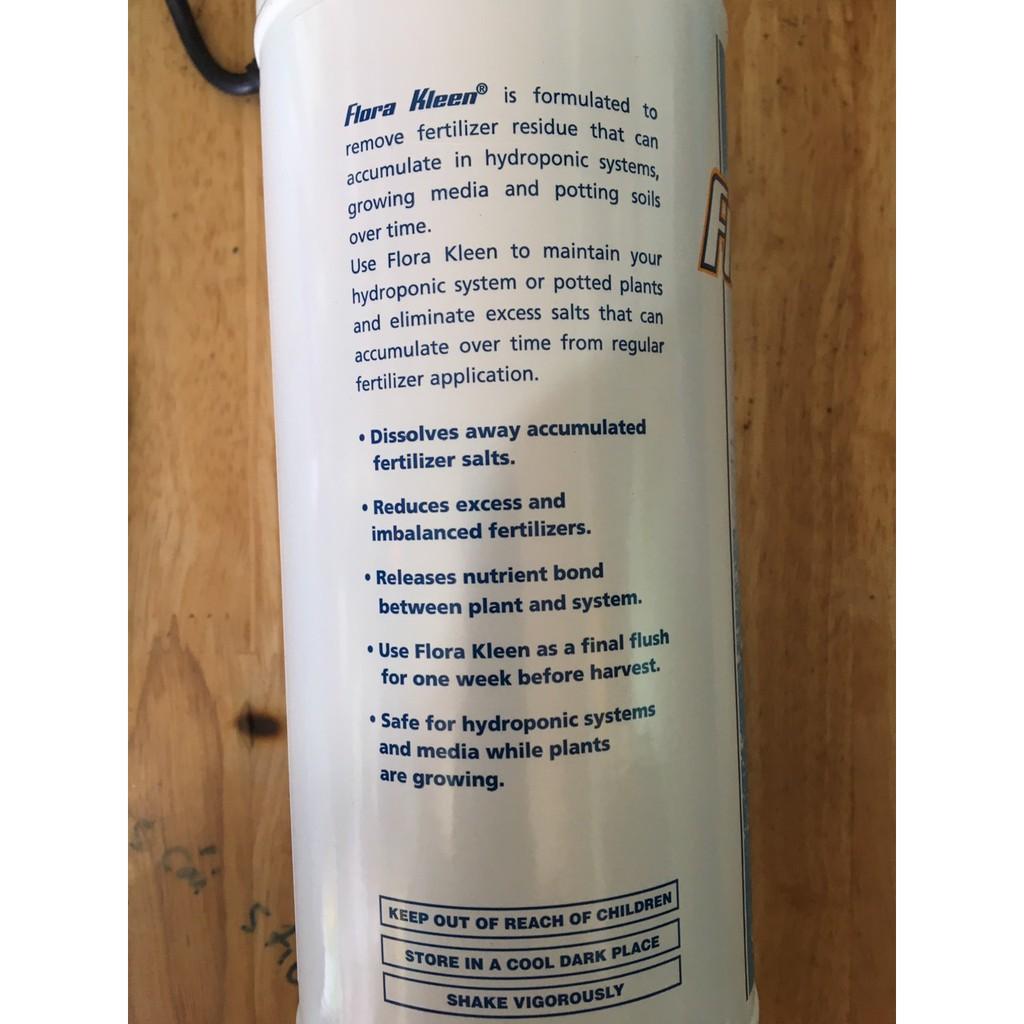 Flora Kleen® is formulated to
remove fertilizer residue that can
accumulate in hydroponic systems,
growing media and potting soils
over time.
Use Flora Kleen to maintain your
hydroponic system or potted plants
and eliminate excess salts that can
accumulate over time from regular
fertilizer application.
• Dissolves away accumulated
fertilizer salts.
• Reduces excess and
imbalanced fertilizers.
• Releases nutrient bond
between plant and system.
• Use Flora Kleen as a final flush
for one week before harvest.
• Safe for hydroponic systems
and media while plants
are growing.
KEEP OUT OF REACH OF CHILDREN
STORE IN A COOL DARK PLACE
SHAKE VIGOROUSLY